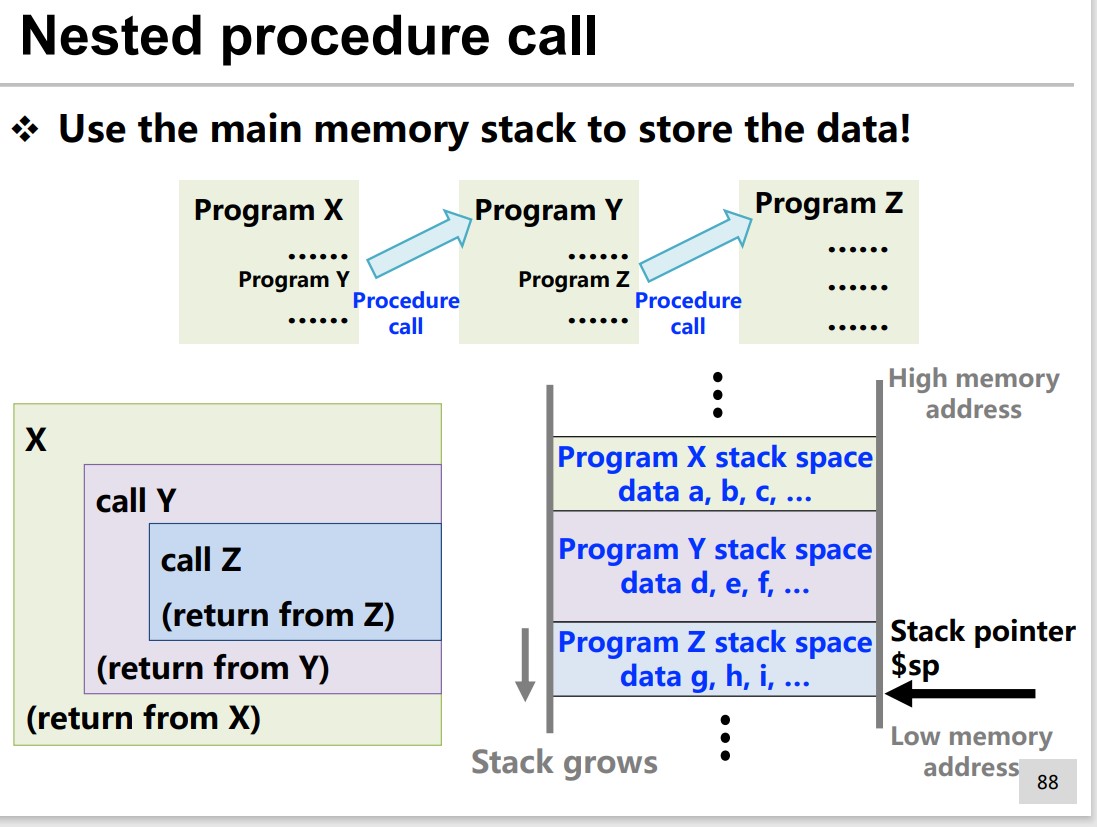 Nested procedure call
❖ Use the main memory stack to store the data!
Program X
......
Program Y
......
Procedure
call
Program Y
......
Program Z
......
Procedure
call
Program Z
......
......
......
X
call Y
call Z
(return from Z)
(return from Y)
(return from X)
High memory
address
Program X stack space
data a, b, c, ...
Program Y stack space
data d, e, f, ...
Program Z stack space
data g, h, i, ...
Stack pointer
$sp
Low memory
address
Stack grows
88